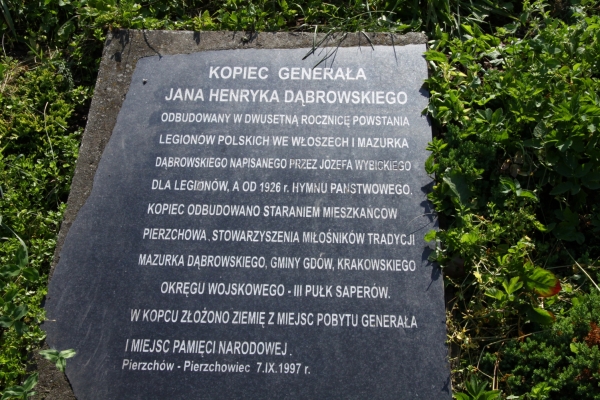 KOPIEC GENERAŁA
JANA HENRYKA DĄBROWSKIEGO
ODBUDOWANY W DWUSETNĄ ROCZNICĘ POWSTANIA
LEGIONÓW POLSKICH WE WŁOSZECH I MAZURKA
DĄBROWSKIEGO NAPISANEGO PRZEZ JÓZEFA WYBICKIEGO
DLA LEGIONÓW, A OD 1926 r. HYMNU PAŃSTWOWEGO.
KOPIEC ODBUDOWANO STARANIEM MIESZKAŃCÓW
PIERZCHOWA, STOWARZYSZENIA MIŁOŚNIKÓW TRADYCJI
MAZURKA DĄBROWSKIEGO, GMINY GDÓW, KRAKOWSKIEGO
OKRĘGU WOJSKOWEGO - III PUŁK SAPERÓW.
W KOPCU ZŁOŻONO ZIEMIĘ Z MIEJSC POBYTU GENERAŁA
I MIEJSC PAMIĘCI NARODOWEJ.
Pierzchów - Pierzchowiec 7.IX.1997 r.